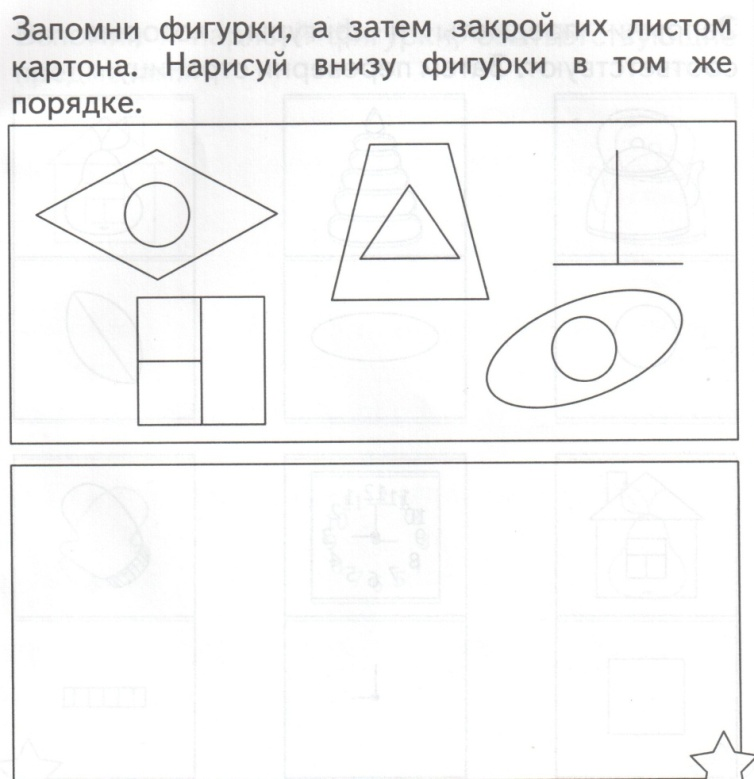 Запомни фигурки, а затем закрой их листом
картона. Нарисуй внизу фигурки в том же
порядке.